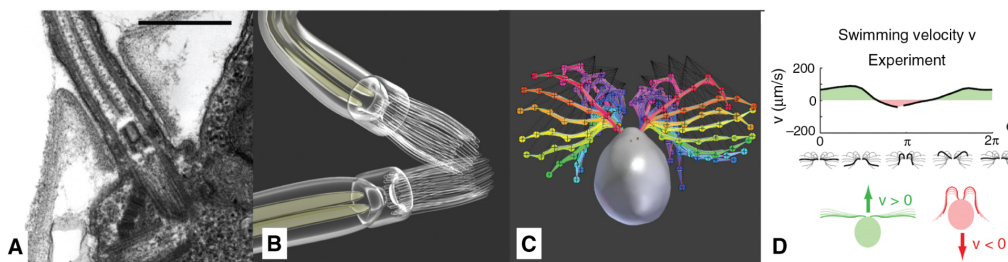 A
B
C
D
Swimming velocity v
Experiment
v (μm/s)
200
0
−200
0
π
2π
v > 0
v < 0